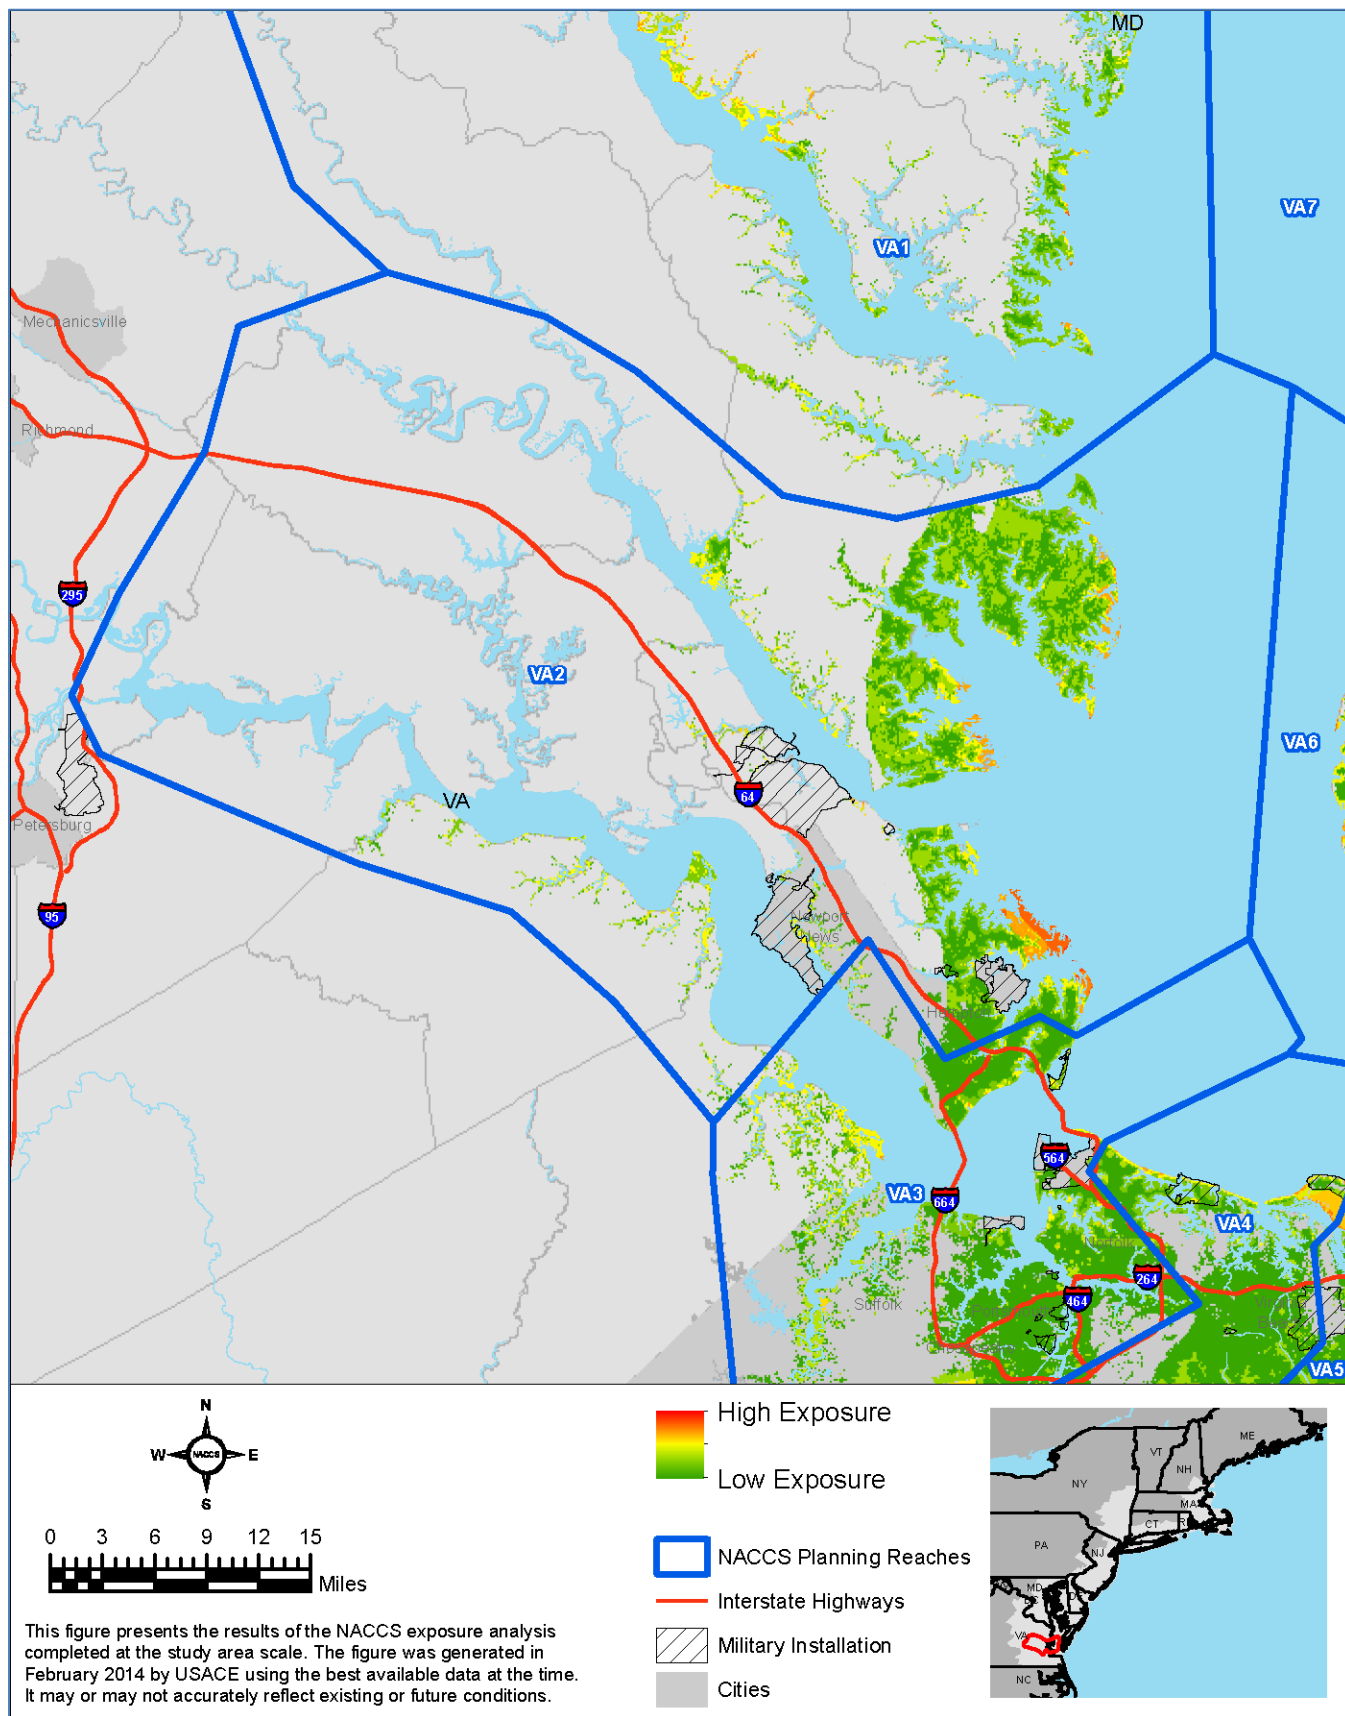 MD
VA7
VA1
Mechanicsville
Richmond
295
VA2
VA6
64
VA
Petersburg
95
Newport
News
564
VA3
664
VA4
Norfolk
264
464
Suffolk
VA5
N
W NACCS E
S
0 3 6 9 12 15
Miles
This figure presents the results of the NACCS exposure analysis
completed at the study area scale. The figure was generated in
February 2014 by USACE using the best available data at the time.
It may or may not accurately reflect existing or future conditions.
High Exposure
Low Exposure
NACCS Planning Reaches
Interstate Highways
Military Installation
Cities
ME
VT
NH
NY
MA
CT
PA
NJ
MD
VA
NC